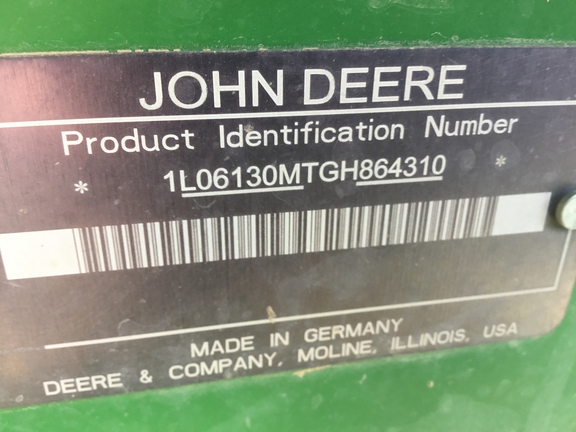 JOHN DEERE
Product Identification Number
* 1L06130MTGH864310 *
MADE IN GERMANY
DEERE & COMPANY, MOLINE, ILLINOIS, USA